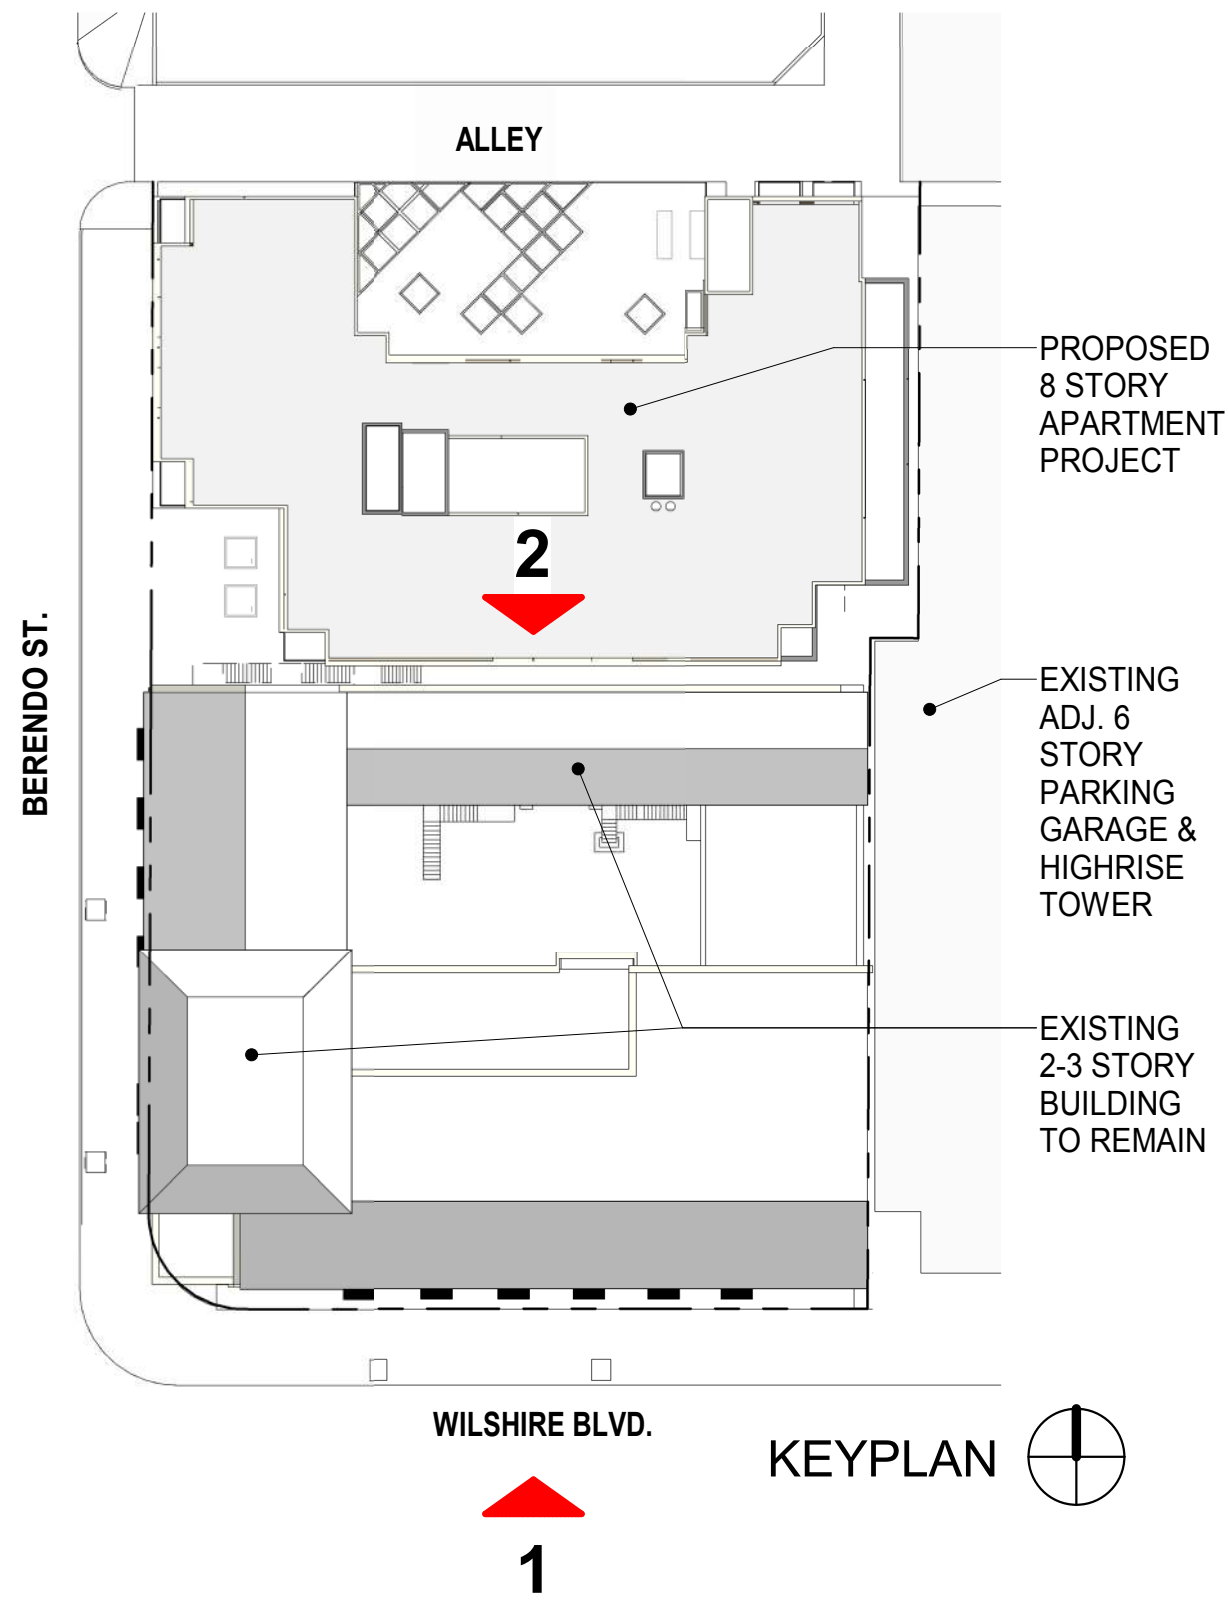 ALLEY
PROPOSED
8 STORY
APARTMENT
PROJECT
2
BERENDO ST.
EXISTING
ADJ. 6
STORY
PARKING
GARAGE &
HIGHRISE
TOWER
EXISTING
2-3 STORY
BUILDING
TO REMAIN
WILSHIRE BLVD.
KEYPLAN
1